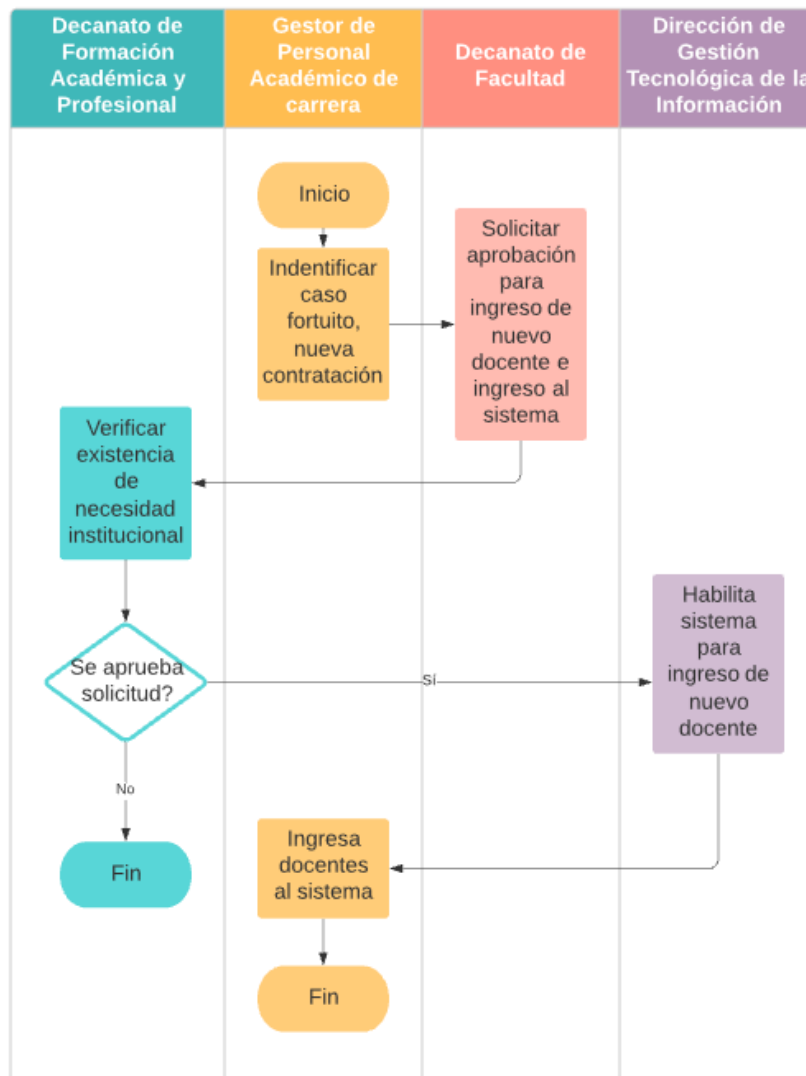 Decanato de
Formación
Académica y
Profesional
Gestor de
Personal
Académico de
carrera
Decanato de
Facultad
Dirección de
Gestión
Tecnológica de la
Información
Inicio
Indentificar
caso
fortuito,
nueva
contratación
Solicitar
aprobación
para
ingreso de
nuevo
docente e
ingreso al
sistema
Verificar
existencia
de
necesidad
institucional
Se aprueba
solicitud?
Sí
Habilita
sistema
para
ingreso de
nuevo
docente
No
Fin
Ingresa
docentes
al sistema
Fin